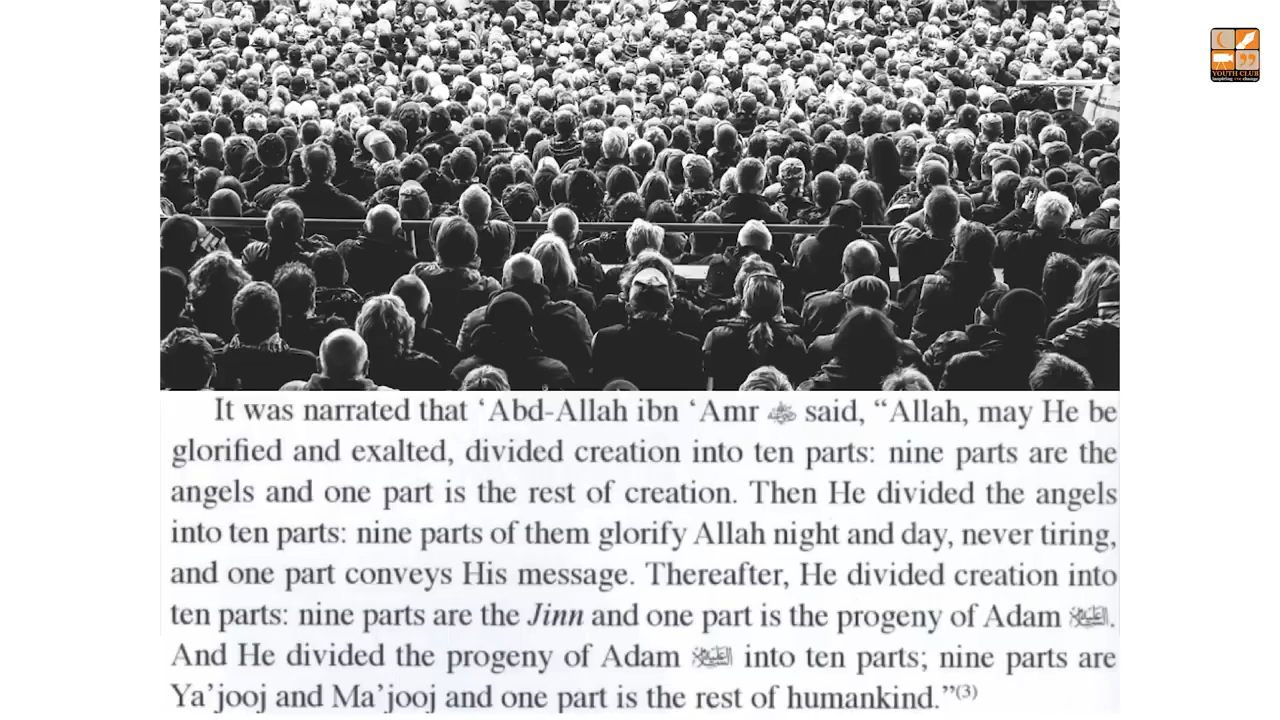 YOUTH CLUB
It was narrated that ‘Abd-Allah ibn ‘Amr said, “Allah, may He be
glorified and exalted, divided creation into ten parts: nine parts are the
angels and one part is the rest of creation. Then He divided the angels
into ten parts: nine parts of them glorify Allah night and day, never tiring,
and one part conveys His message. Thereafter, He divided creation into
ten parts: nine parts are the Jinn and one part is the progeny of Adam .
And He divided the progeny of Adam into ten parts; nine parts are
Ya’jooj and Ma’jooj and one part is the rest of humankind.”(3)